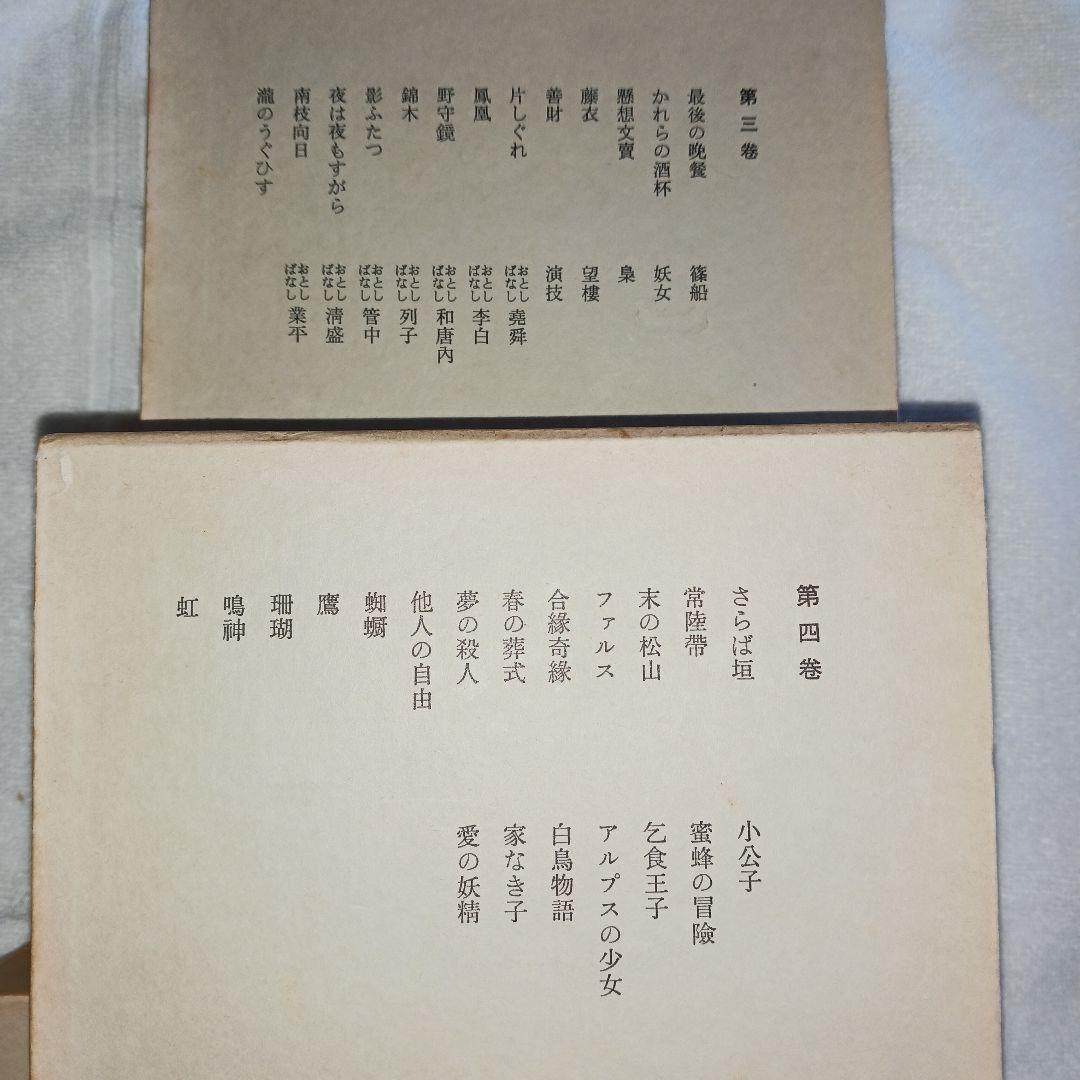 第三卷
最後の晩餐
かれらの酒杯
懸想文賣
藤衣
善財
片しぐれ
鳳凰
野守鏡
錦木
影ふたつ
夜は夜もすがら
南枝向日
瀧のうぐひす
篠船
妖女
梟
望樓
演技
おとしばなし 堯舜
おとしばなし 李白
おとしばなし 和唐內
おとしばなし 列子
おとしばなし 管中
おとしばなし 淸盛
おとしばなし 業平
第四卷
さらば垣
常陸帶
末の松山
ファルス
合緣奇緣
春の葬式
夢の殺人
他人の自由
蜘蛛
鷹
珊瑚
鳴神
虹
小公子
蜜蜂の冒險
乞食王子
アルプスの少女
白鳥物語
家なき子
愛の妖精